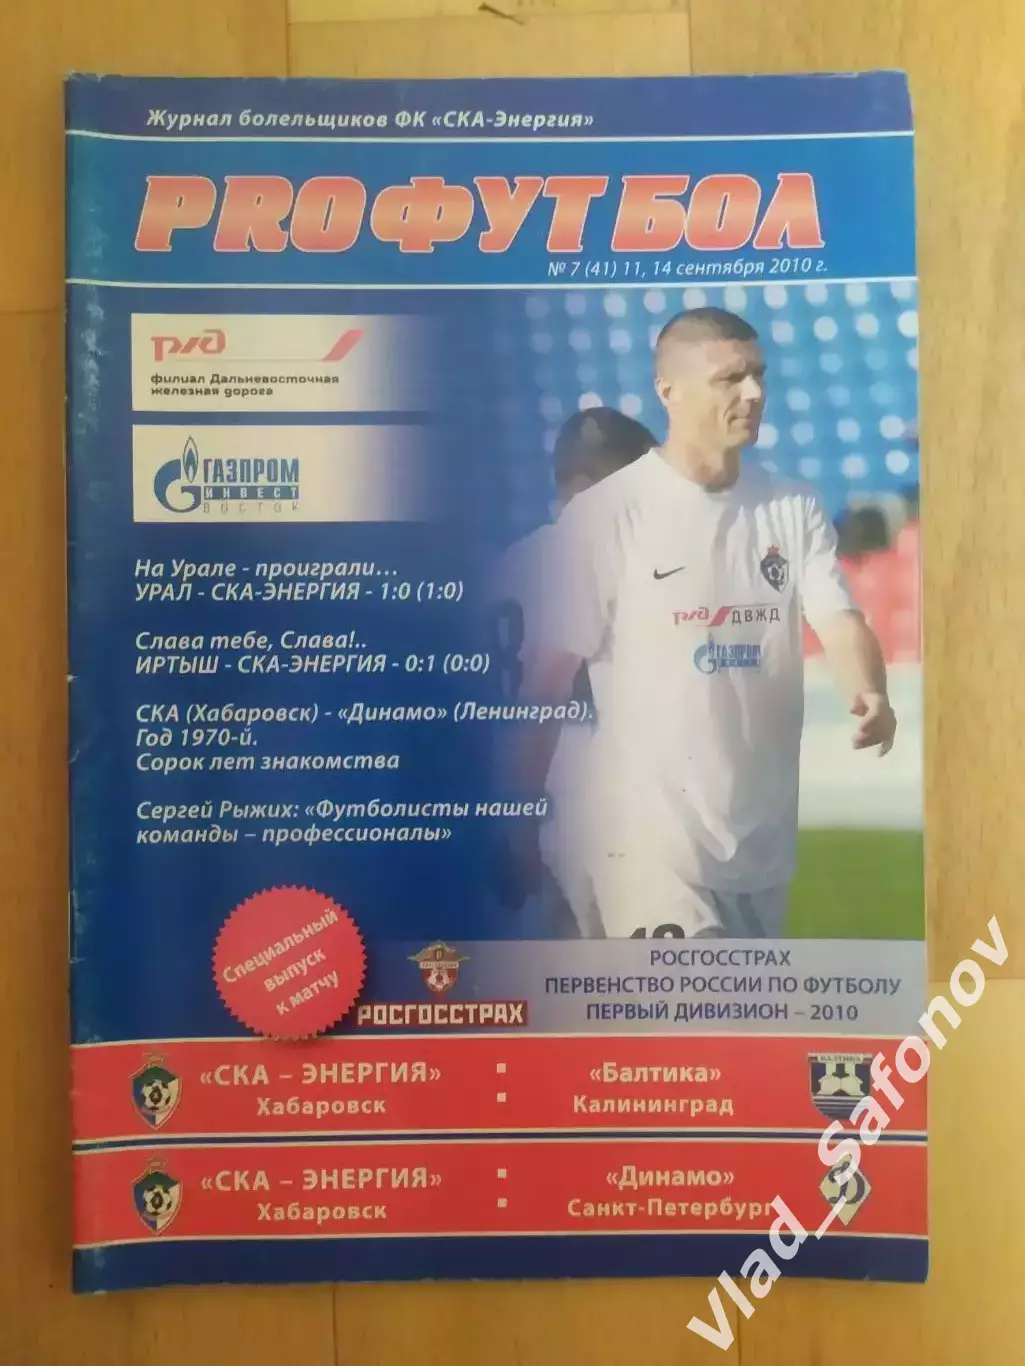 Журнал болельщиков ФК «СКА-Энергия»
PROФУТБОЛ
№ 7 (41) 11, 14 сентября 2010 г.
ржд
филиал Дальневосточная
железная дорога
ГАЗПРОМ
ИНВЕСТ
ВОСТОК
На Урале - проиграли...
УРАЛ - СКА-ЭНЕРГИЯ - 1:0 (1:0)
Слава тебе, Слава!..
ИРТЫШ - СКА-ЭНЕРГИЯ - 0:1 (0:0)
СКА (Хабаровск) - «Динамо» (Ленинград).
Год 1970-й.
Сорок лет знакомства
Сергей Рыжих: «Футболисты нашей
команды – профессионалы»
ржд ДВЖД
ГАЗПРОМ
Специальный
выпуск
к матчу
РОСГОССТРАХ
РОСГОССТРАХ
ПЕРВЕНСТВО РОССИИ ПО ФУТБОЛУ
ПЕРВЫЙ ДИВИЗИОН – 2010
«СКА – ЭНЕРГИЯ» : «Балтика»
Хабаровск Калининград
БАЛТИКА
«СКА – ЭНЕРГИЯ» : «Динамо»
Хабаровск Санкт-Петербург
Д
Vlad_Safonov